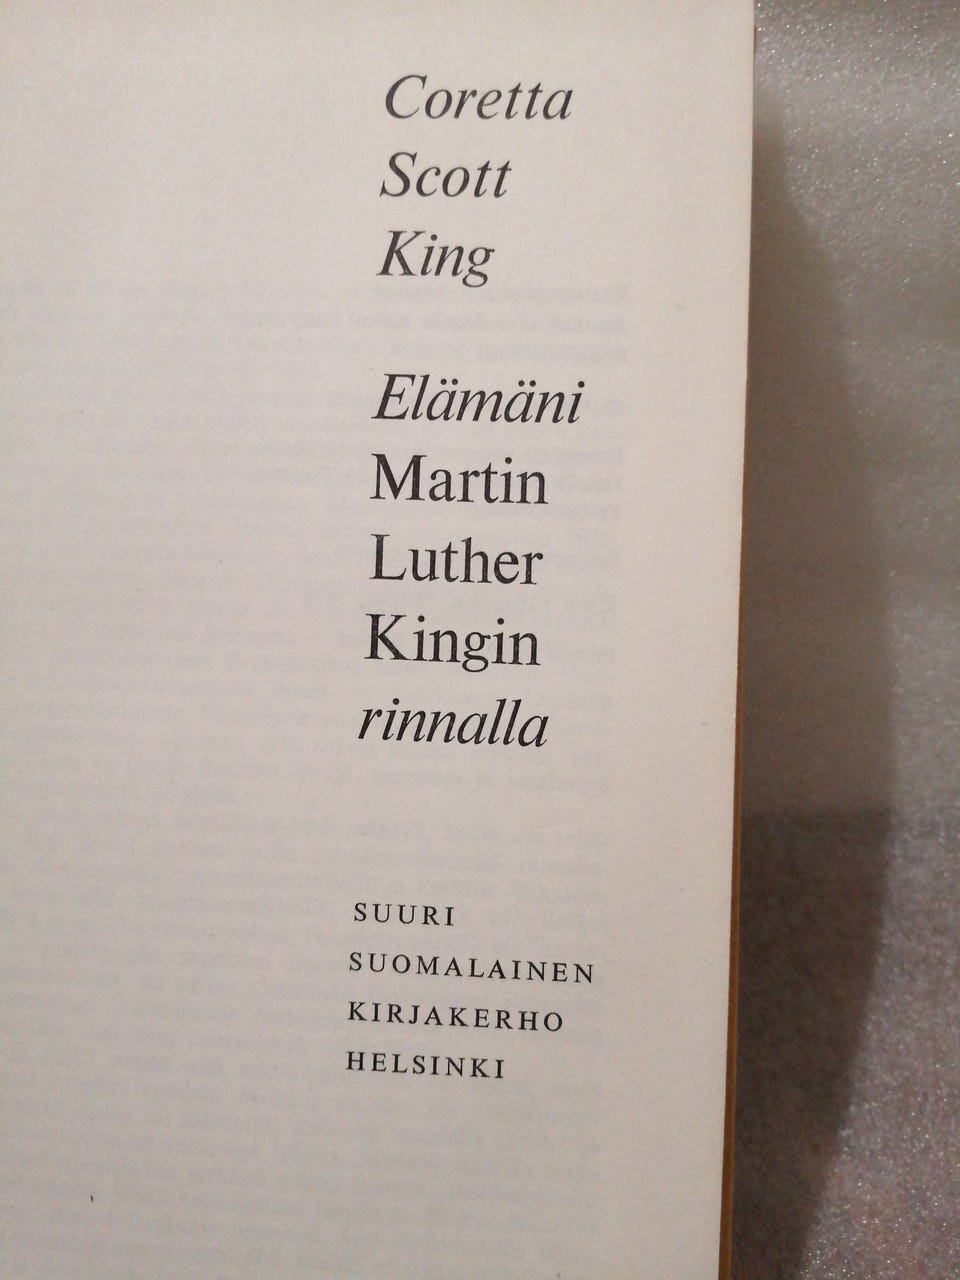 Coretta
Scott
King
Elämäni
Martin
Luther
Kingin
rinnalla
SUURI
SUOMALAINEN
KIRJAKERHO
HELSINKI